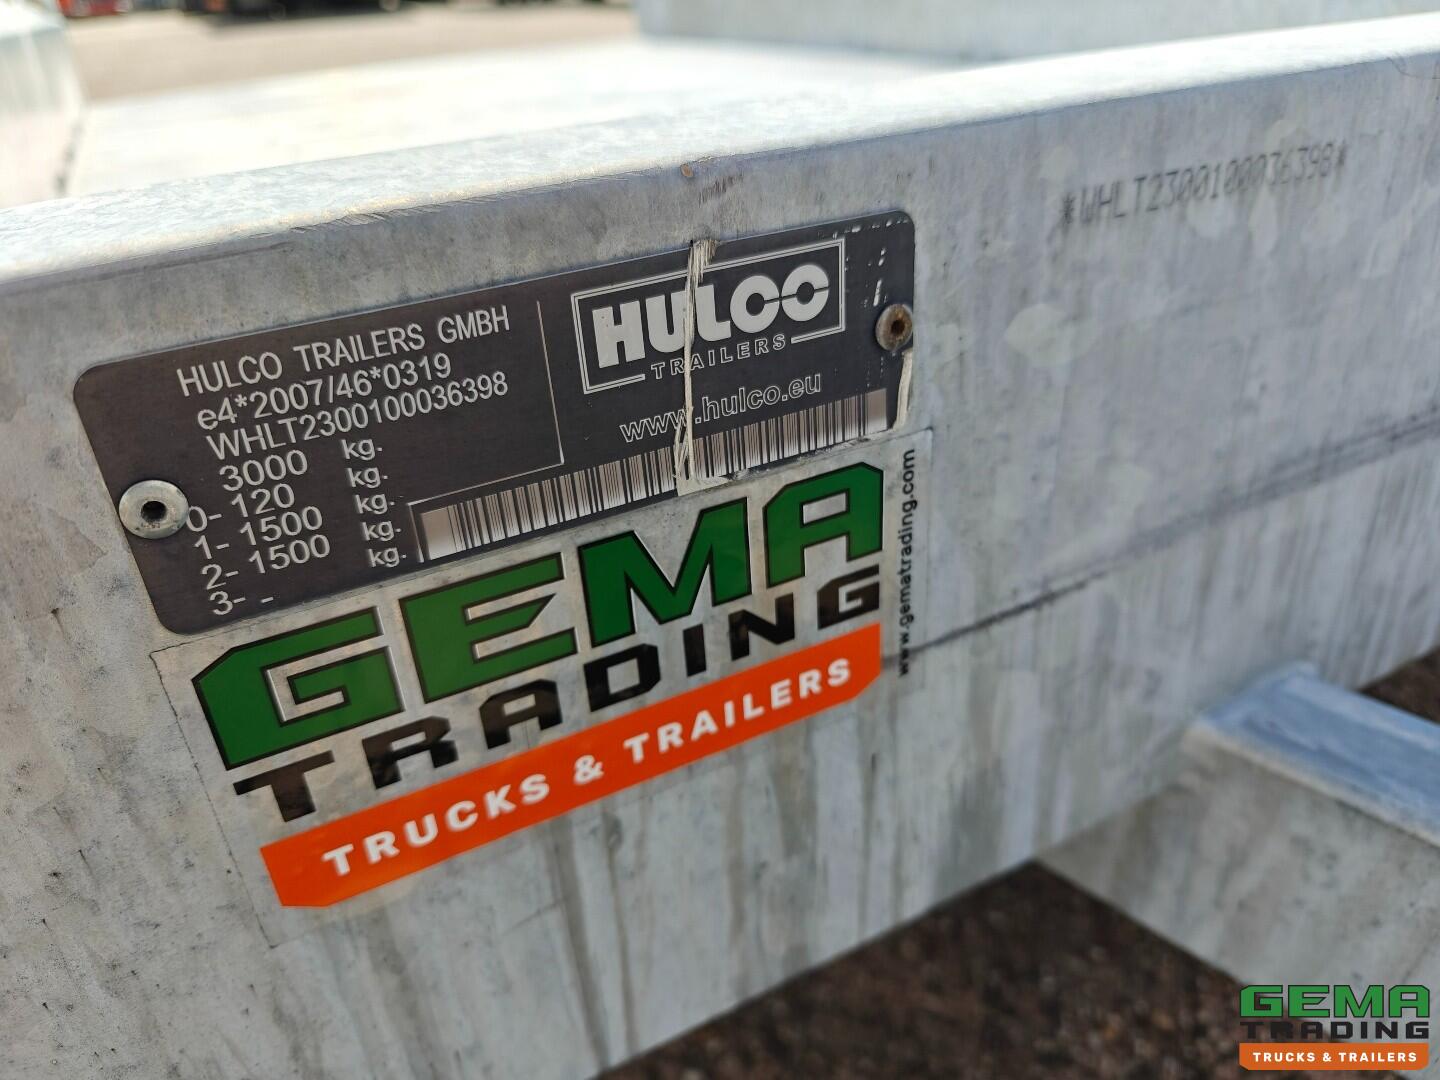 *WHLT2300100036398*
HULCO TRAILERS GMBH
e4*2007/46*0319
WHLT2300100036398
3000 kg.
0- 120 kg.
1- 1500 kg.
2- 1500 kg.
3- - kg.
HULCO
TRAILERS
www.hulco.eu
GEMA
TRADING
TRUCKS & TRAILERS
www.gematrading.com
GEMA
TRADING
TRUCKS & TRAILERS